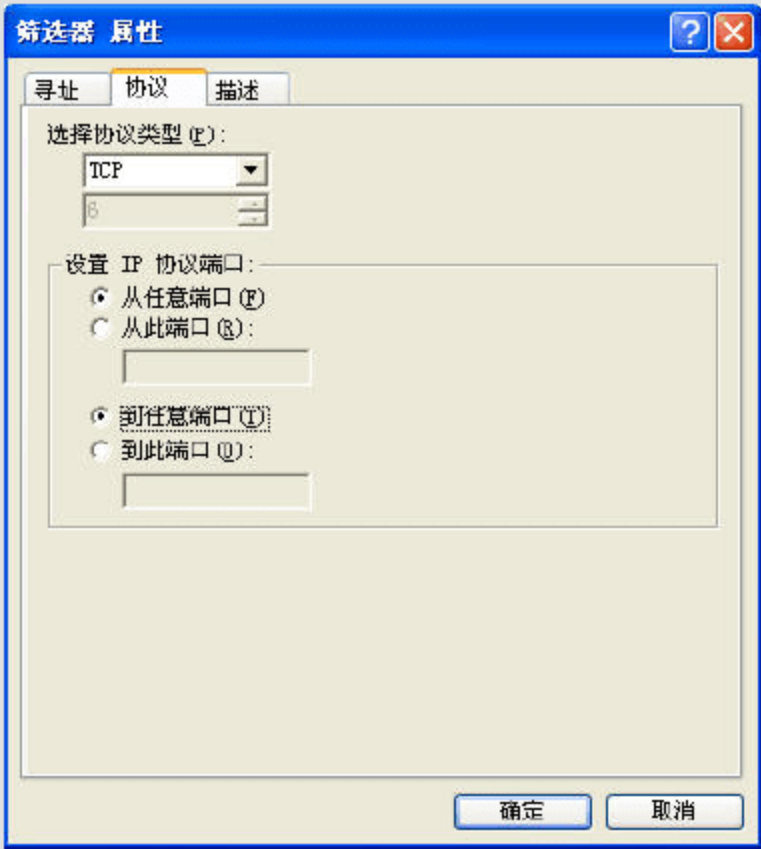 筛选器 属性
寻址 协议 描述
选择协议类型(P):
TCP
6
设置 IP 协议端口:
从任意端口(F)
从此端口(R):
到任意端口(T)
到此端口(O):
确定 取消